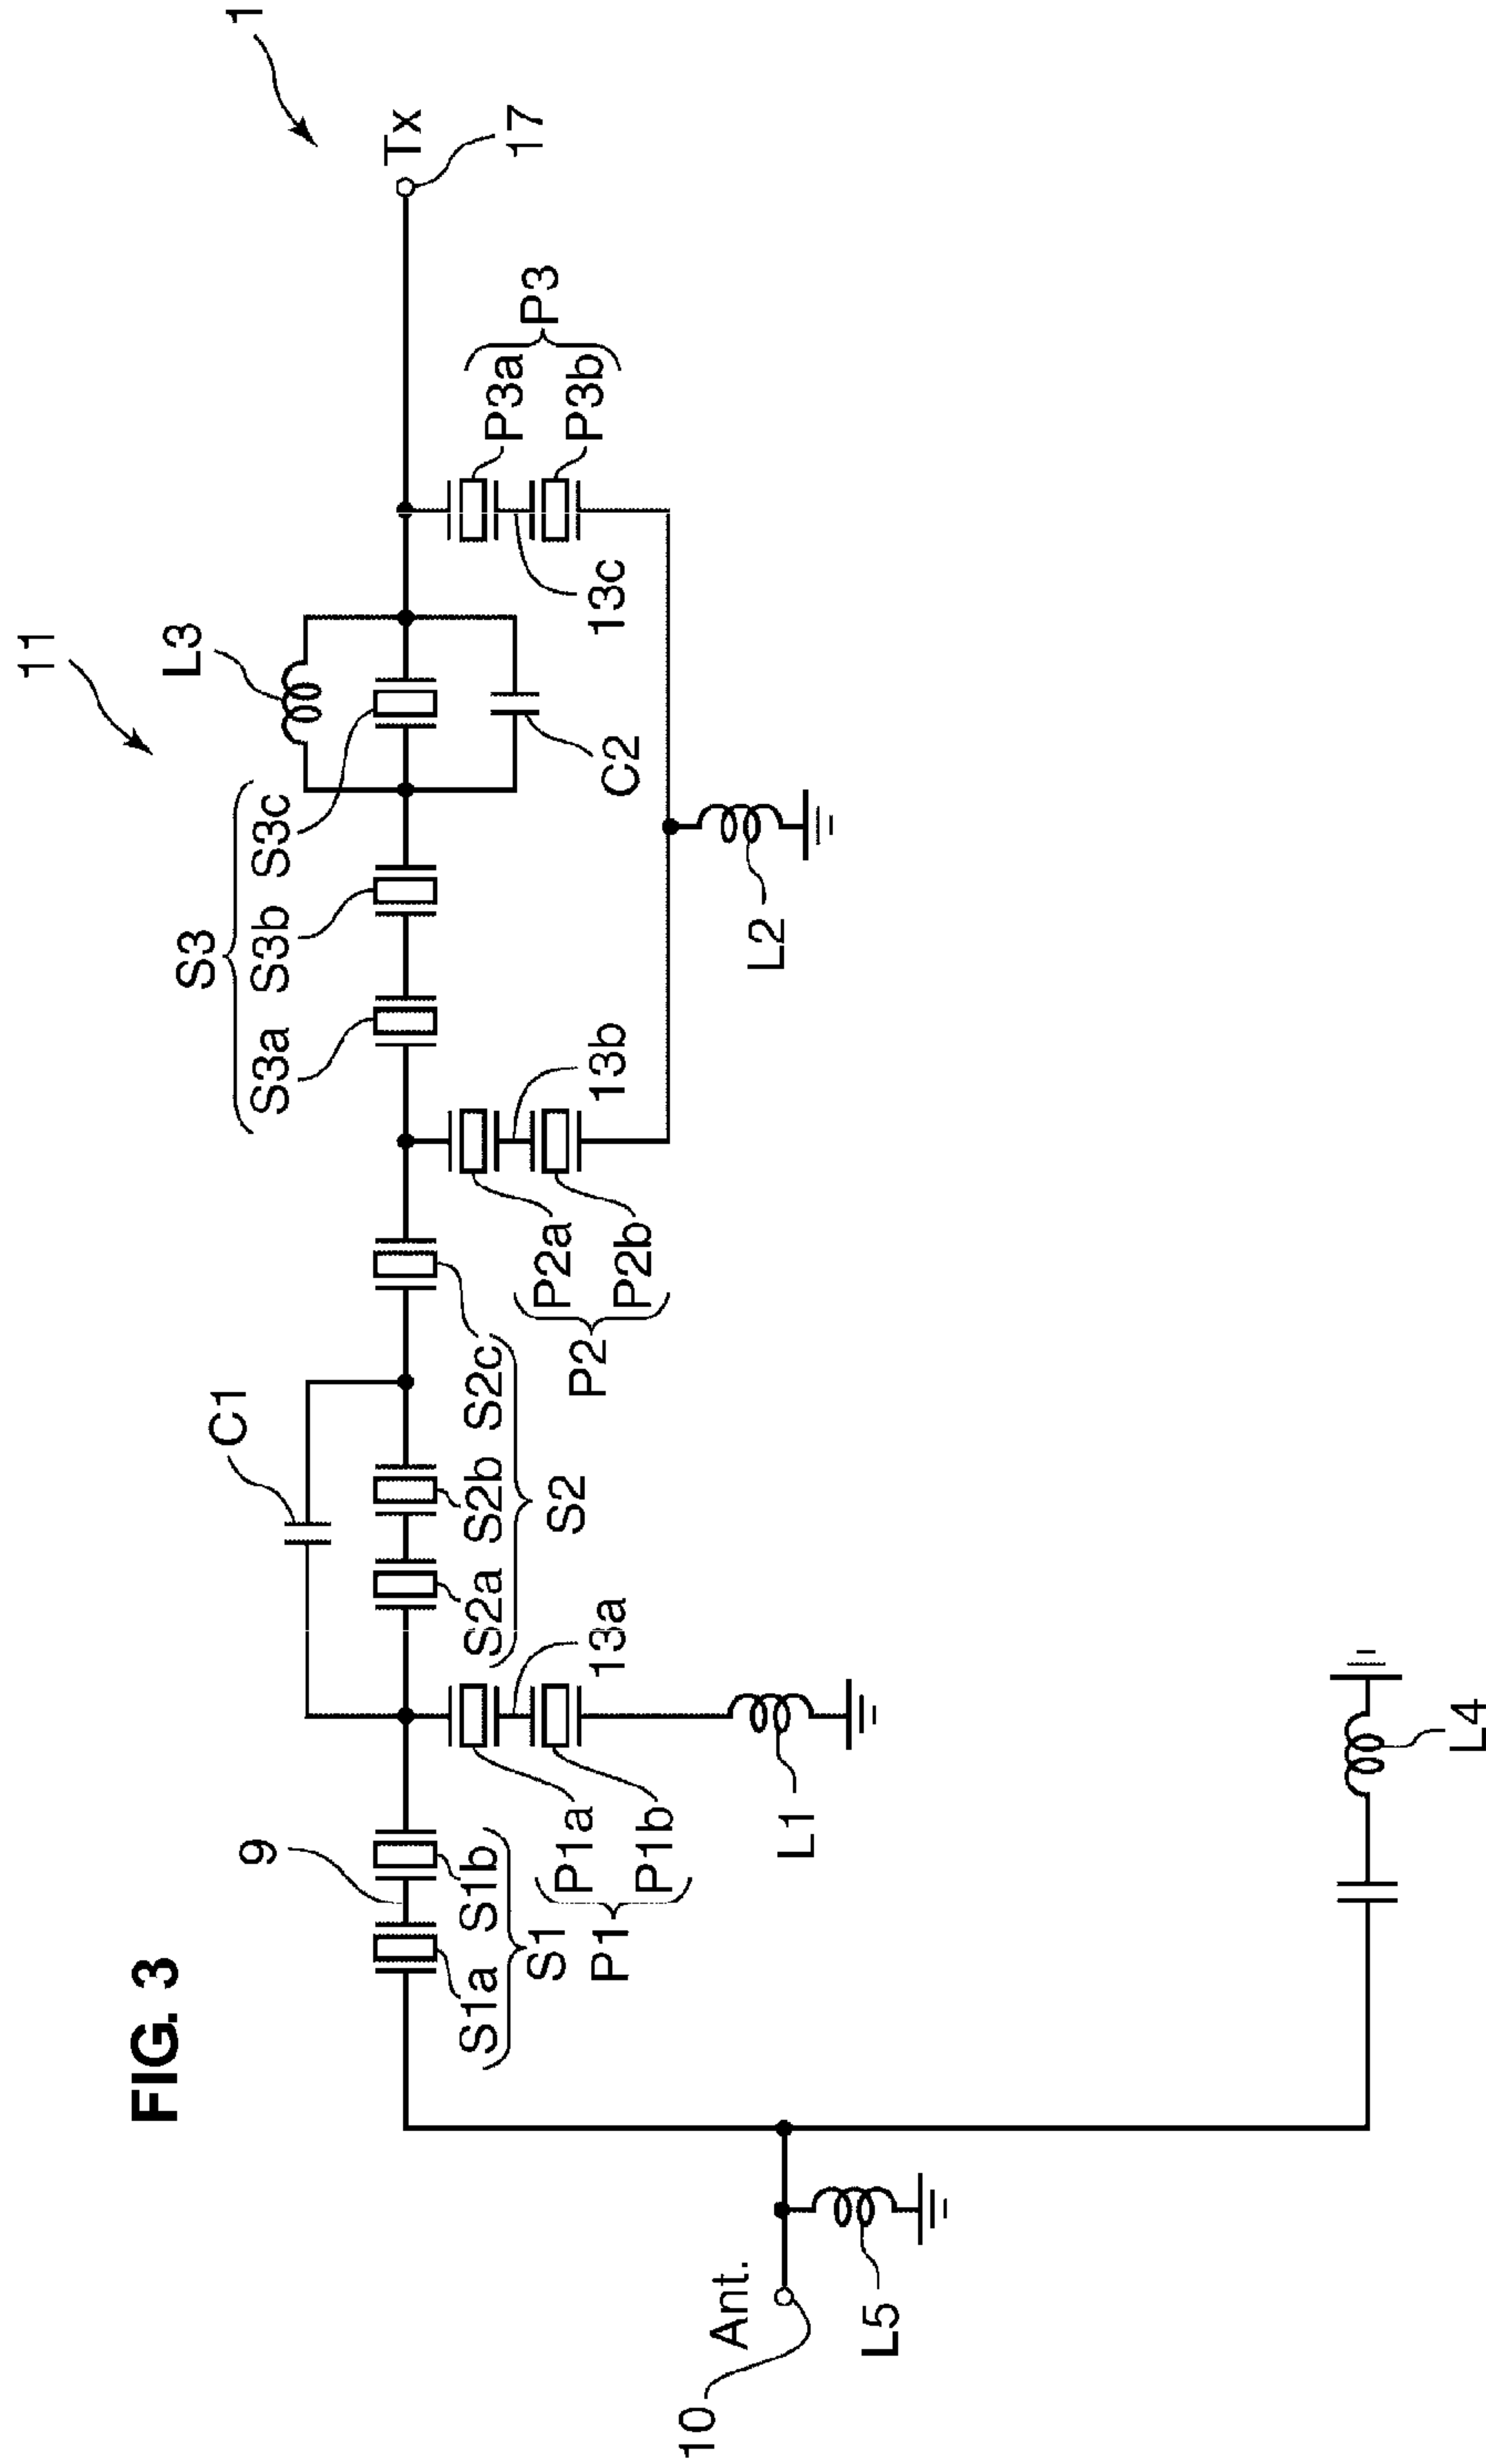 FIG. 3
1
11
Tx
17
L3
S3
S3a
S3b
S3c
C2
P3a
P3b
P3
13c
L2
C1
S2a
S2b
S2c
S2
P2a
P2b
P2
13b
9
S1a
S1b
S1
P1a
P1b
P1
13a
L1
Ant.
10
L5
L4